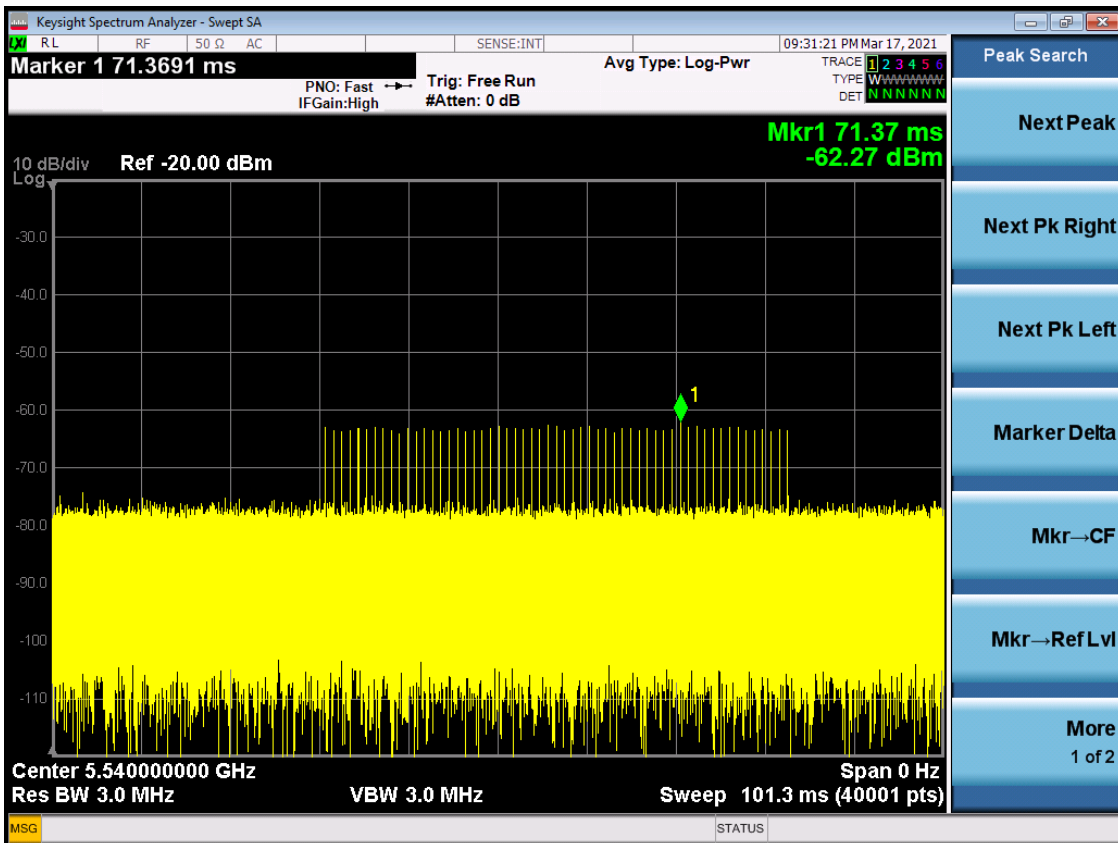 Keysight Spectrum Analyzer - Swept SA
LXI RL RF 50 Ω AC SENSE:INT 09:31:21 PM Mar 17, 2021
Marker 1 71.3691 ms
PNO: Fast
IFGain:High
Trig: Free Run
#Atten: 0 dB
Avg Type: Log-Pwr
TRACE 1 2 3 4 5 6
TYPE WWWWWW
DET N N N N N N
Mkr1 71.37 ms
-62.27 dBm
10 dB/div Ref -20.00 dBm
Log
-30.0
-40.0
-50.0
-60.0
-70.0
-80.0
-90.0
-100
-110
1
Center 5.540000000 GHz Span 0 Hz
Res BW 3.0 MHz VBW 3.0 MHz Sweep 101.3 ms (40001 pts)
MSG STATUS
Peak Search
Next Peak
Next Pk Right
Next Pk Left
Marker Delta
Mkr→CF
Mkr→Ref Lvl
More
1 of 2